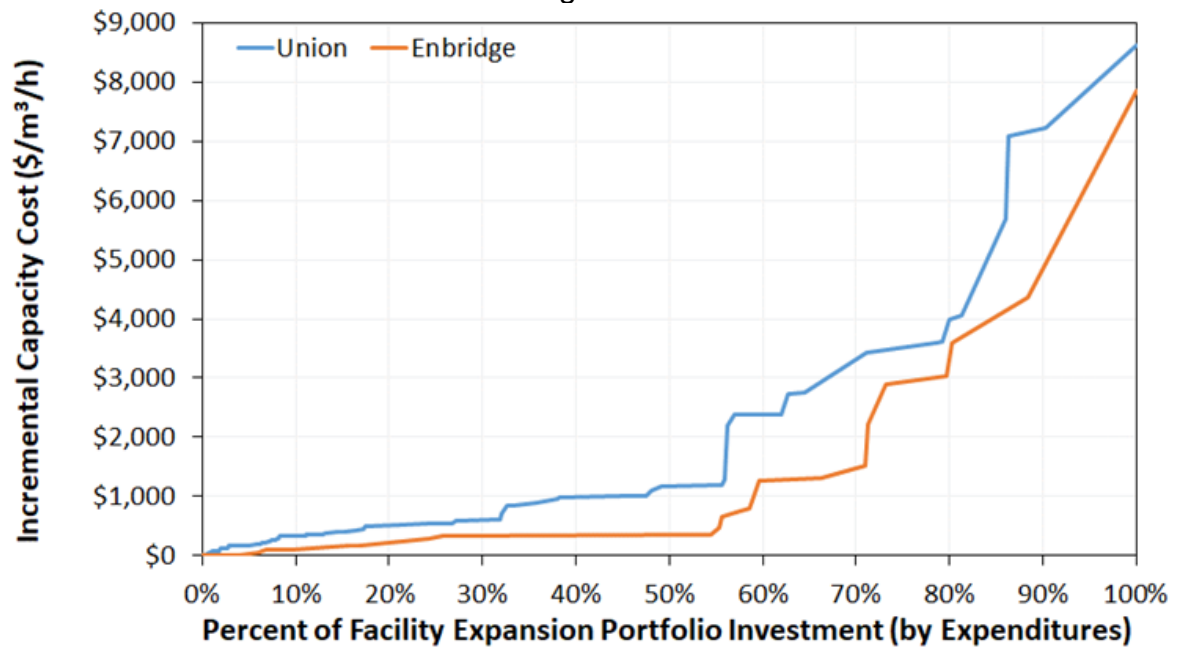 $9,000
$8,000
$7,000
$6,000
$5,000
$4,000
$3,000
$2,000
$1,000
$0
Incremental Capacity Cost ($/m³/h)
Union
Enbridge
0% 10% 20% 30% 40% 50% 60% 70% 80% 90% 100%
Percent of Facility Expansion Portfolio Investment (by Expenditures)